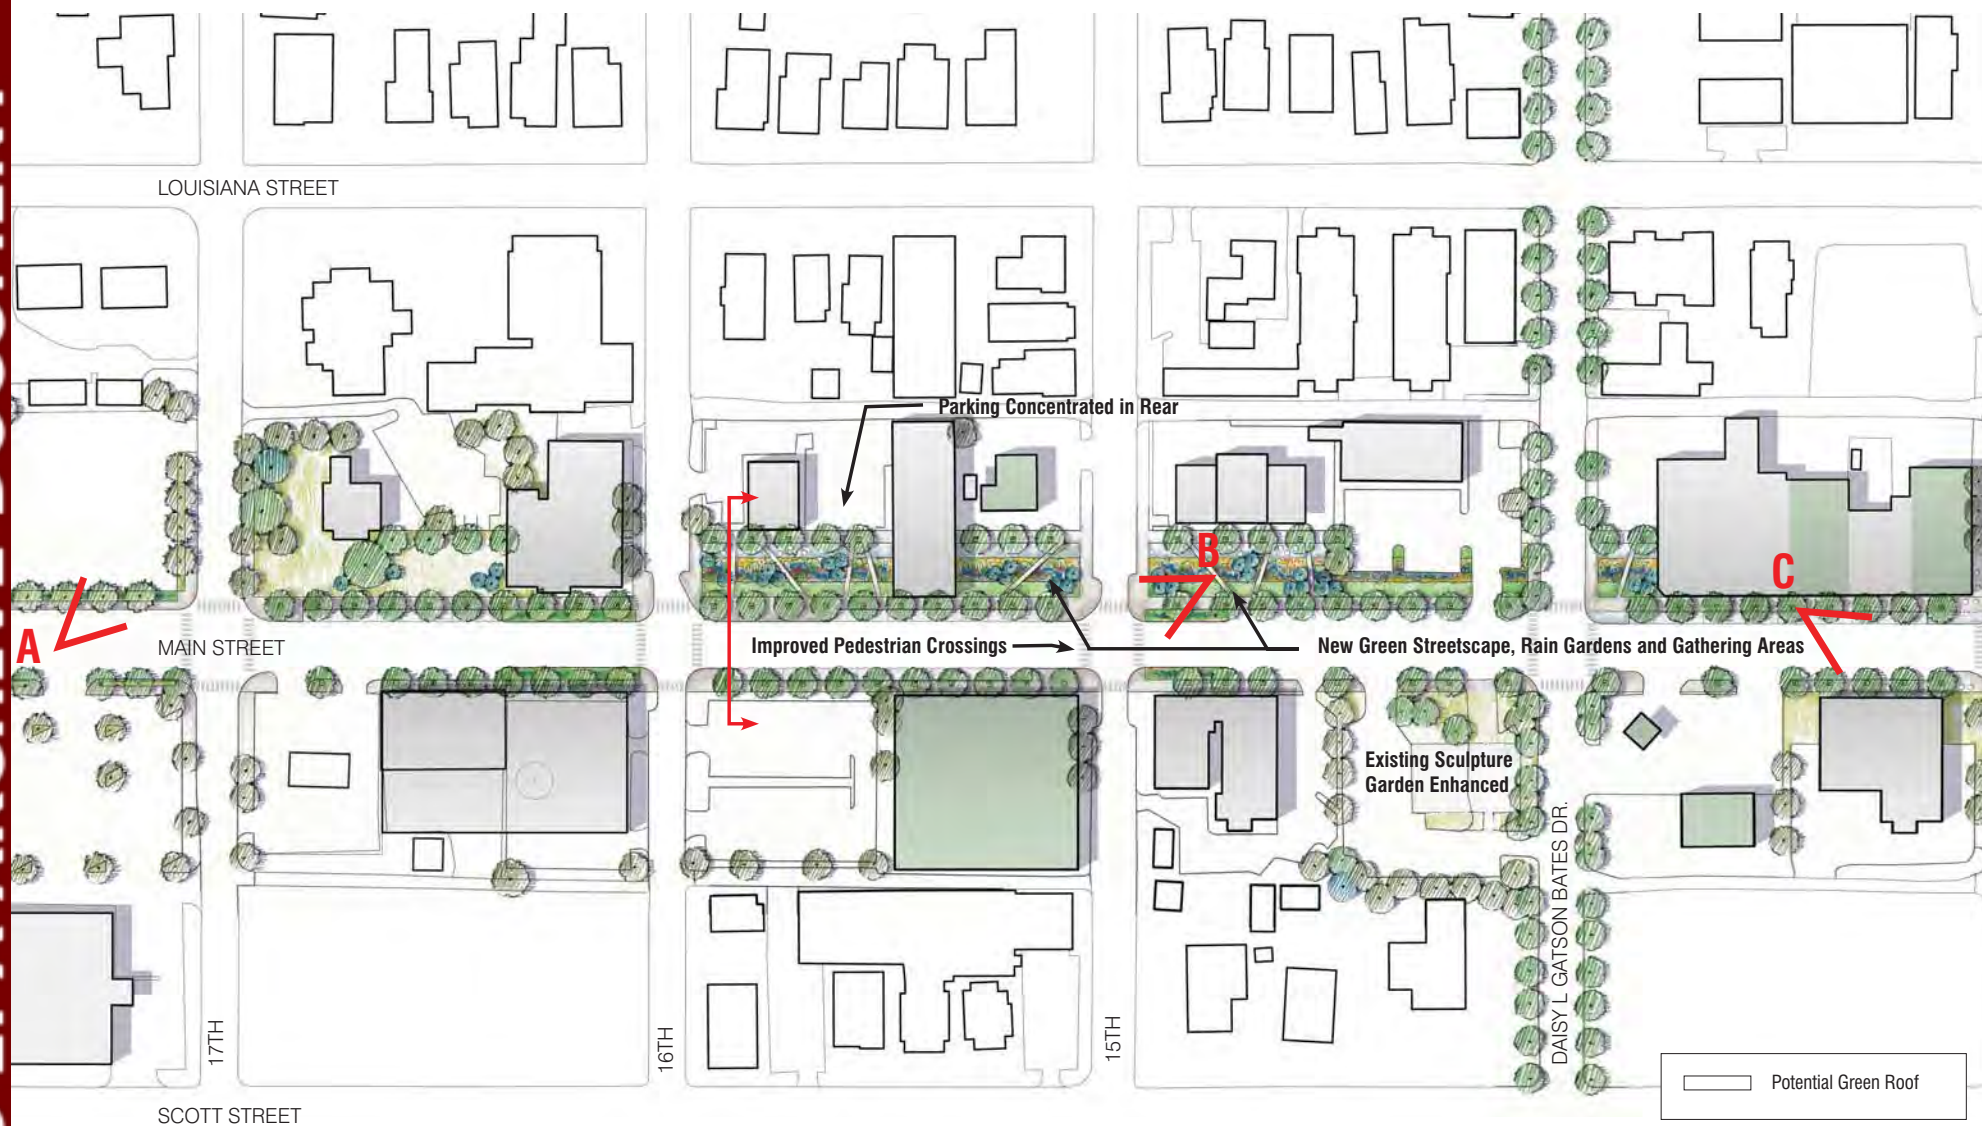 LOUISIANA STREET
Parking Concentrated in Rear
B
C
A
MAIN STREET
Improved Pedestrian Crossings
New Green Streetscape, Rain Gardens and Gathering Areas
Existing Sculpture
Garden Enhanced
17TH
16TH
15TH
DAISY L GATSON BATES DR.
Potential Green Roof
SCOTT STREET